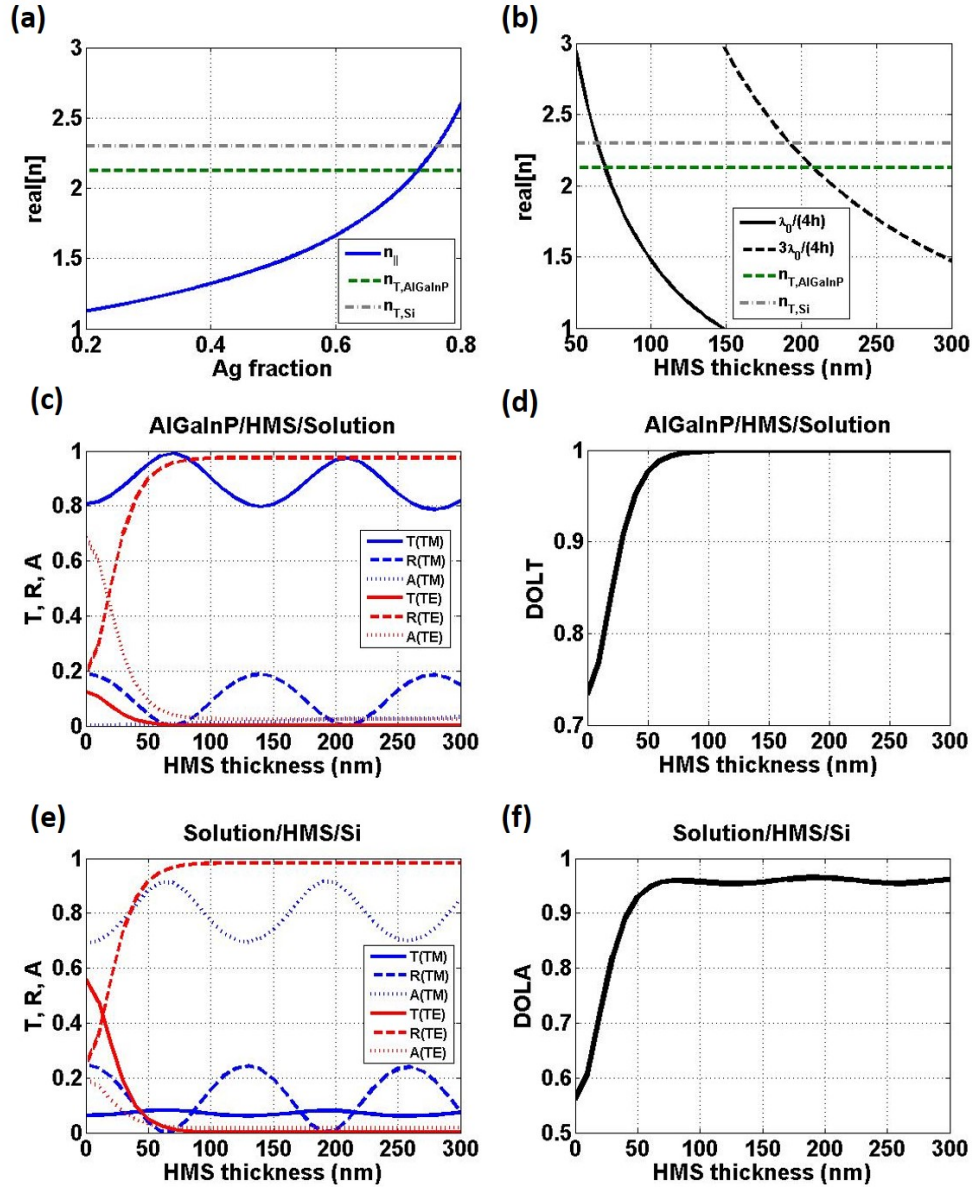 (a)
3
2.5
2
1.5
1
real[n]
n||
nT,AlGaInP
nT,Si
0.2 0.4 0.6 0.8
Ag fraction
(b)
3
2.5
2
1.5
1
real[n]
λ0/(4h)
3λ0/(4h)
nT,AlGaInP
nT,Si
50 100 150 200 250 300
HMS thickness (nm)
(c)
AlGaInP/HMS/Solution
1
0.8
0.6
0.4
0.2
0
T, R, A
T(TM)
R(TM)
A(TM)
T(TE)
R(TE)
A(TE)
0 50 100 150 200 250 300
HMS thickness (nm)
(d)
1
0.9
0.8
0.7
DOLT
0 50 100 150 200 250 300
HMS thickness (nm)
(e)
Solution/HMS/Si
1
0.8
0.6
0.4
0.2
0
T, R, A
T(TM)
R(TM)
A(TM)
T(TE)
R(TE)
A(TE)
0 50 100 150 200 250 300
HMS thickness (nm)
(f)
1
0.9
0.8
0.7
0.6
0.5
DOLA
0 50 100 150 200 250 300
HMS thickness (nm)